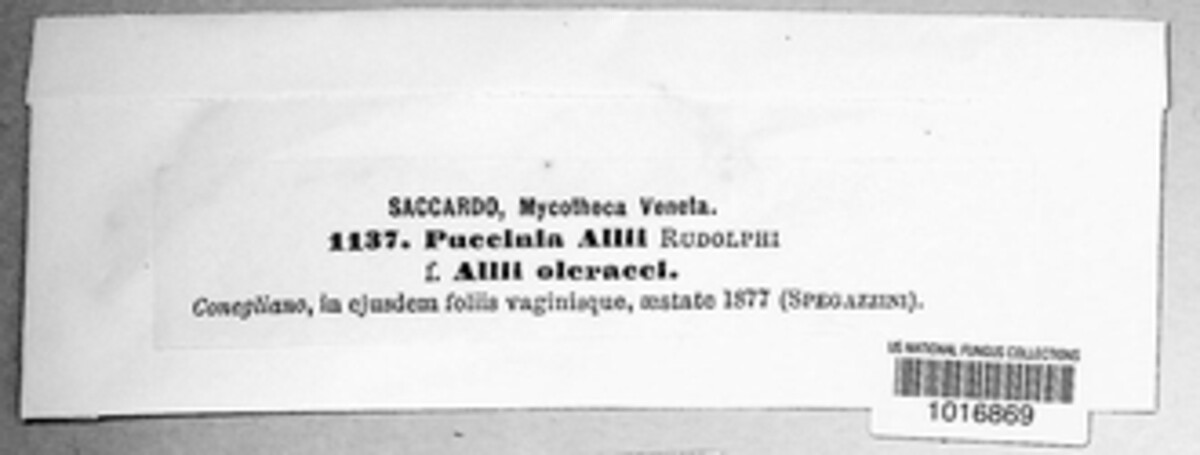 SACCARDO, Mycotheca Veneta.
1137. Puccinia Allii RUDOLPHI
f. Allii oleracei.
Conegliano, in ejusdem foliis vaginisque, æstate 1877 (SPEGAZZINI).
US NATIONAL FUNGUS COLLECTIONS
1016869